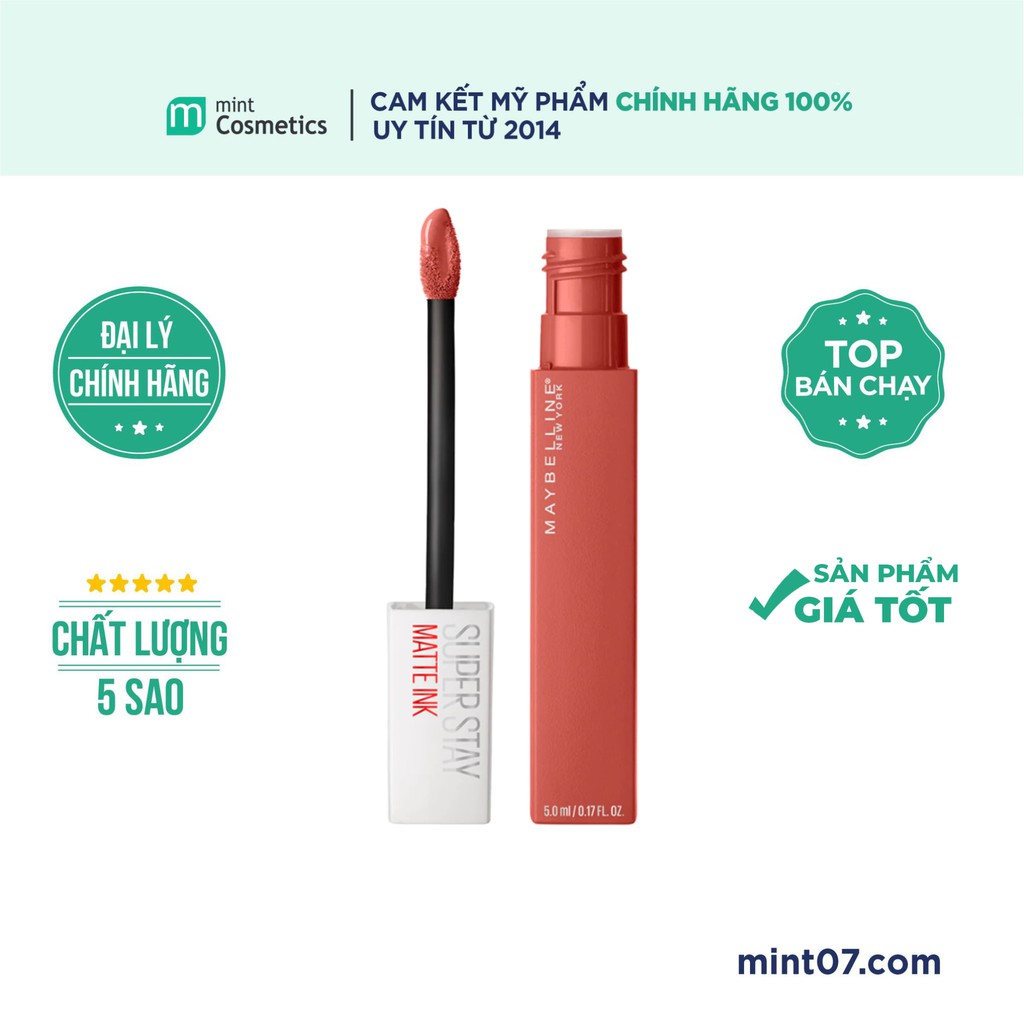 mint
Cosmetics
CAM KẾT MỸ PHẨM CHÍNH HÃNG 100%
UY TÍN TỪ 2014
ĐẠI LÝ
CHÍNH HÃNG
TOP
BÁN CHẠY
MAYBELLINE®
NEW YORK
CHẤT LƯỢNG
5 SAO
SẢN PHẨM
GIÁ TỐT
SUPER STAY
MATTE INK
5.0 ml / 0.17 FL. OZ.
mint07.com